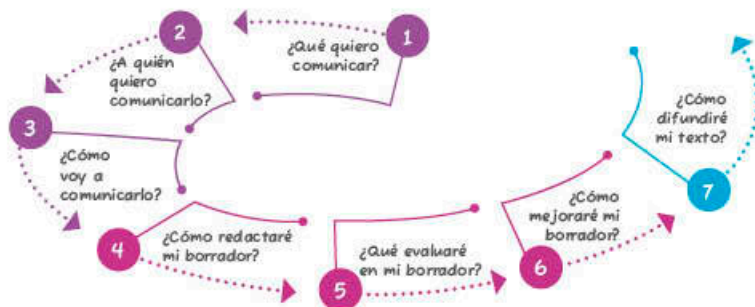 1
¿Qué quiero
comunicar?
2
¿A quién
quiero
comunicarlo?
3
¿Cómo
voy a
comunicarlo?
4
¿Cómo redactaré
mi borrador?
5
¿Qué evaluaré
en mi borrador?
6
¿Cómo
mejoraré mi
borrador?
7
¿Cómo
difundiré
mi texto?